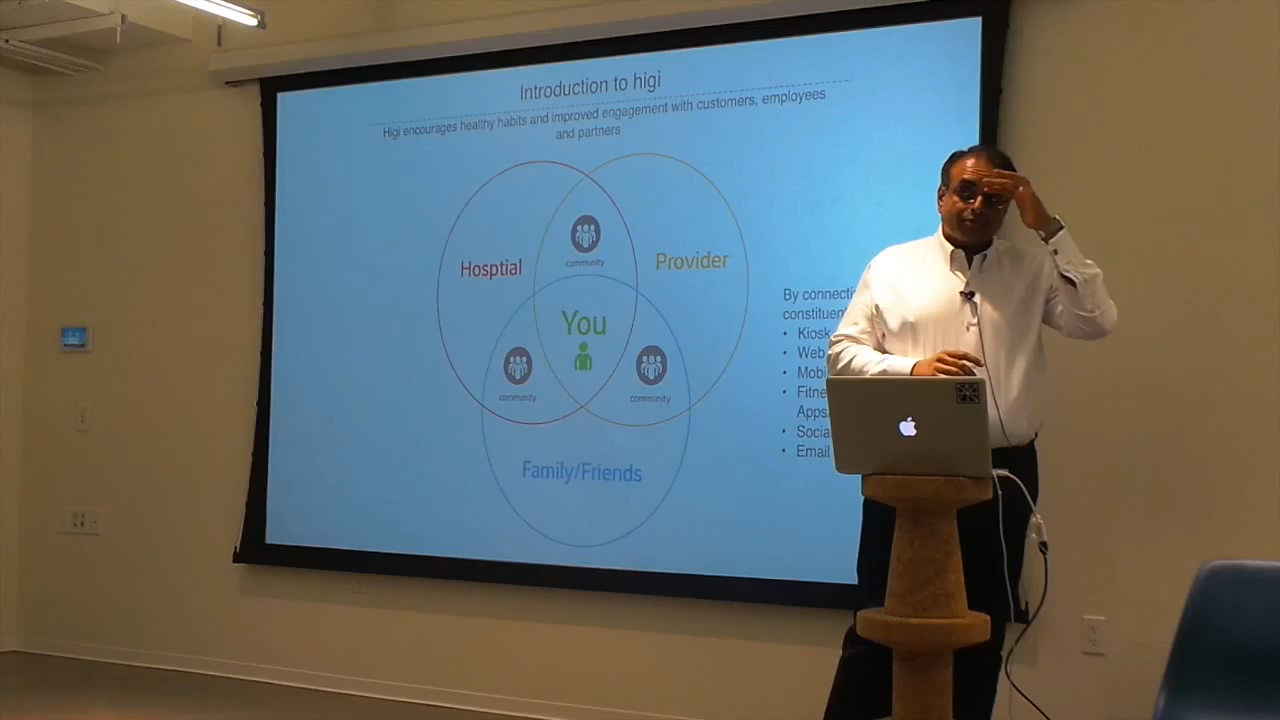 Introduction to higi
Higi encourages healthy habits and improved engagement with customers, employees
and partners
community
Hosptial
Provider
By connecti
constituen
You
• Kiosk
• Web
• Mobi
community
community
• Fitne
Apps
• Socia
• Email
Family/Friends